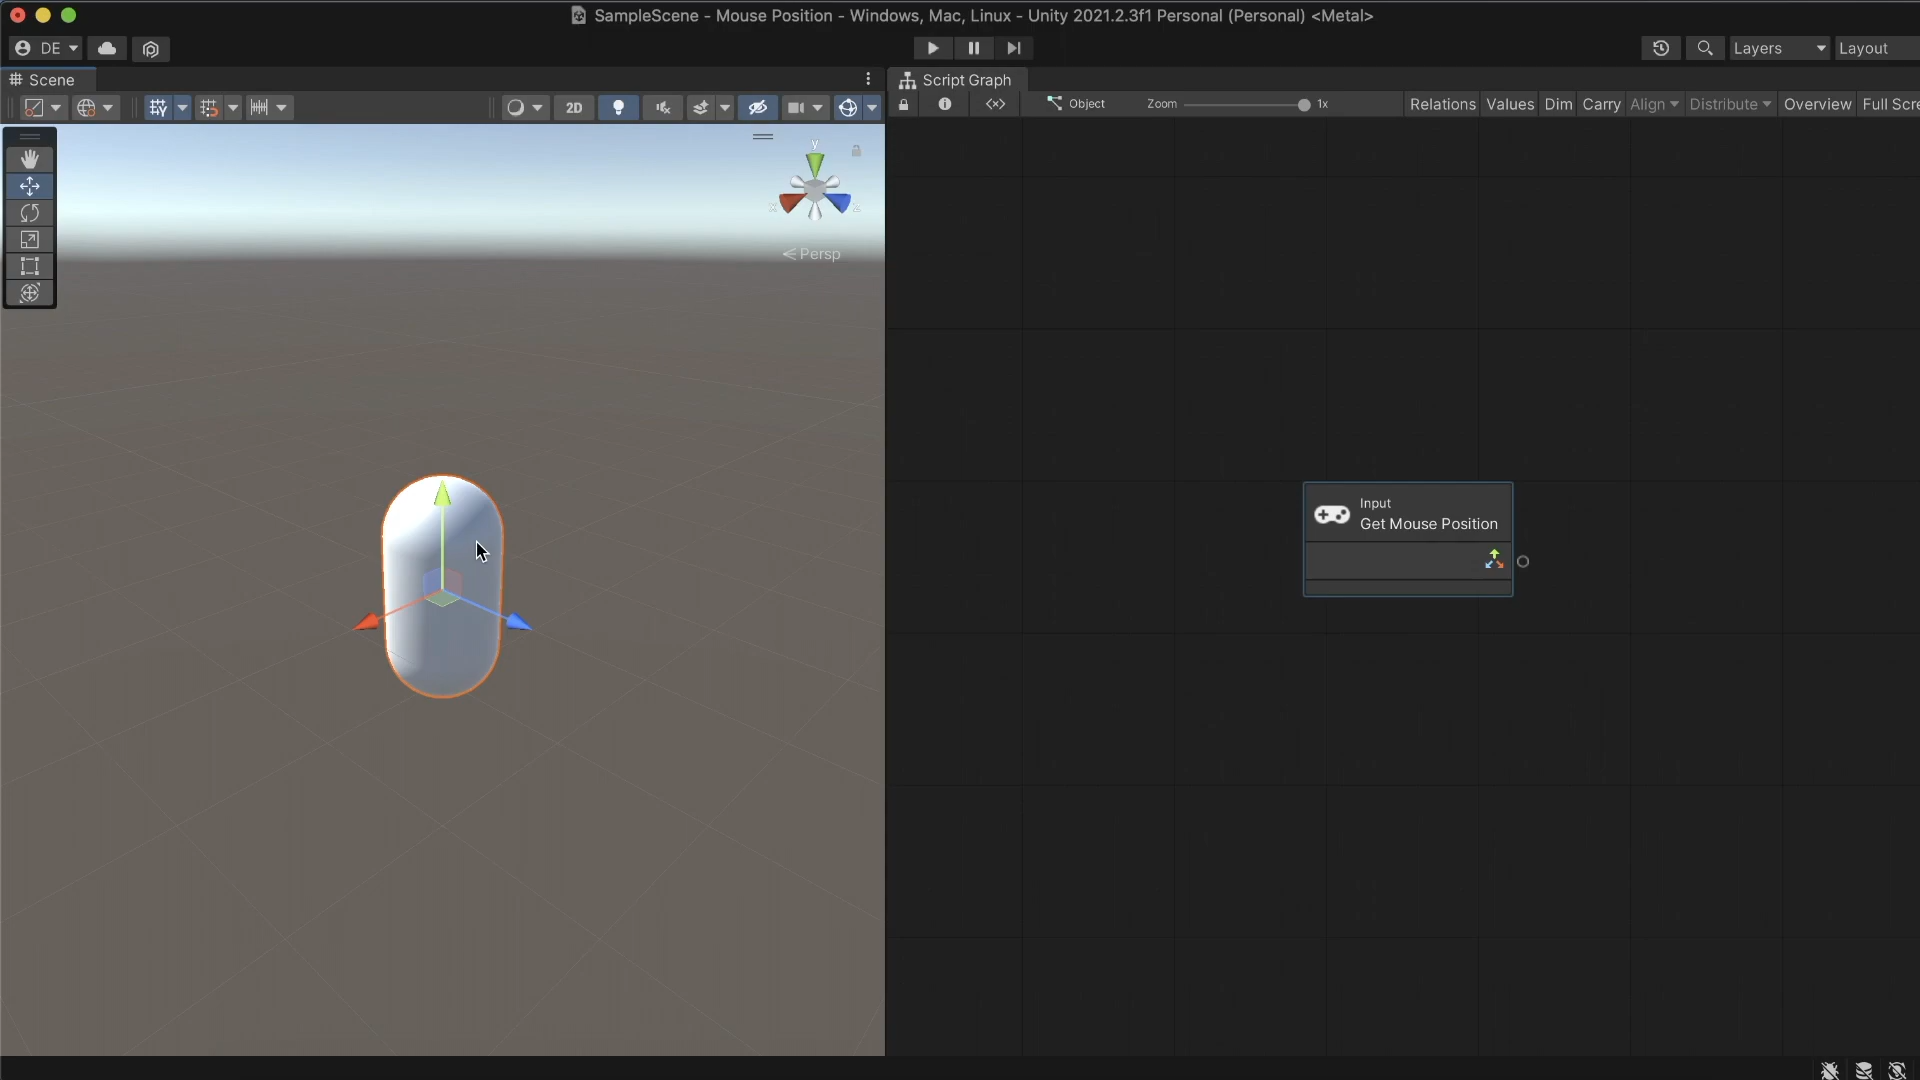 SampleScene - Mouse Position - Windows, Mac, Linux - Unity 2021.2.3f1 Personal (Personal) <Metal>
DE
Layers
Layout
Scene
Script Graph
2D
Object
Zoom
1x
Relations
Values
Dim
Carry
Align
Distribute
Overview
Full Scre
y
x
z
Persp
Input
Get Mouse Position